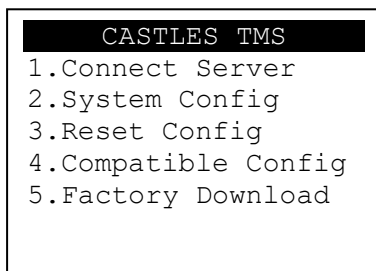 CASTLES TMS
1.Connect Server
2.System Config
3.Reset Config
4.Compatible Config
5.Factory Download